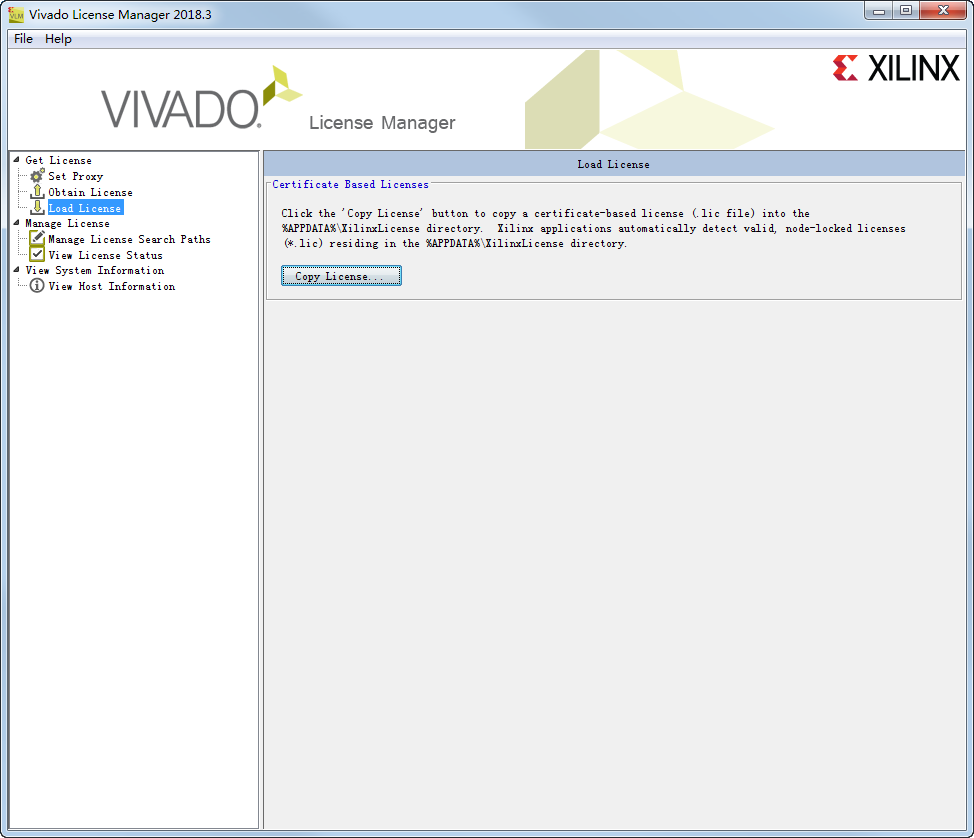 Vivado License Manager 2018.3
File Help
VIVADO.
License Manager
XILINX
Get License
Set Proxy
Obtain License
Load License
Manage License
Manage License Search Paths
View License Status
View System Information
View Host Information
Load License
Certificate Based Licenses
Click the 'Copy License' button to copy a certificate-based license (.lic file) into the
%APPDATA%\XilinxLicense directory. Xilinx applications automatically detect valid, node-locked licenses
(*.lic) residing in the %APPDATA%\XilinxLicense directory.
Copy License...